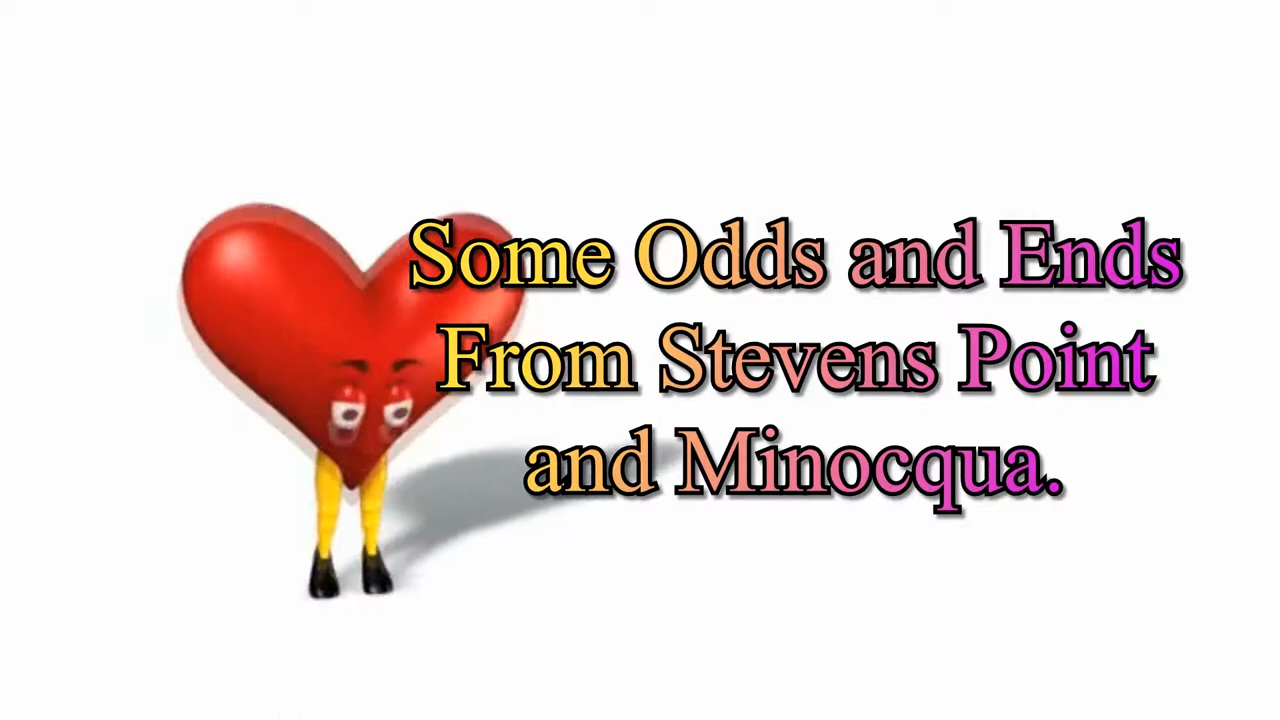 Some Odds and Ends
From Stevens Point
and Minocqua.